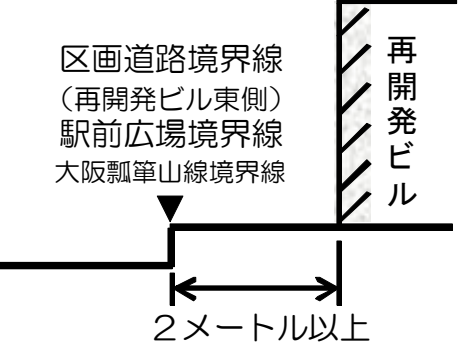 区画道路境界線
（再開発ビル東側）
駅前広場境界線
大阪瓢箪山線境界線
再開発ビル
２メートル以上